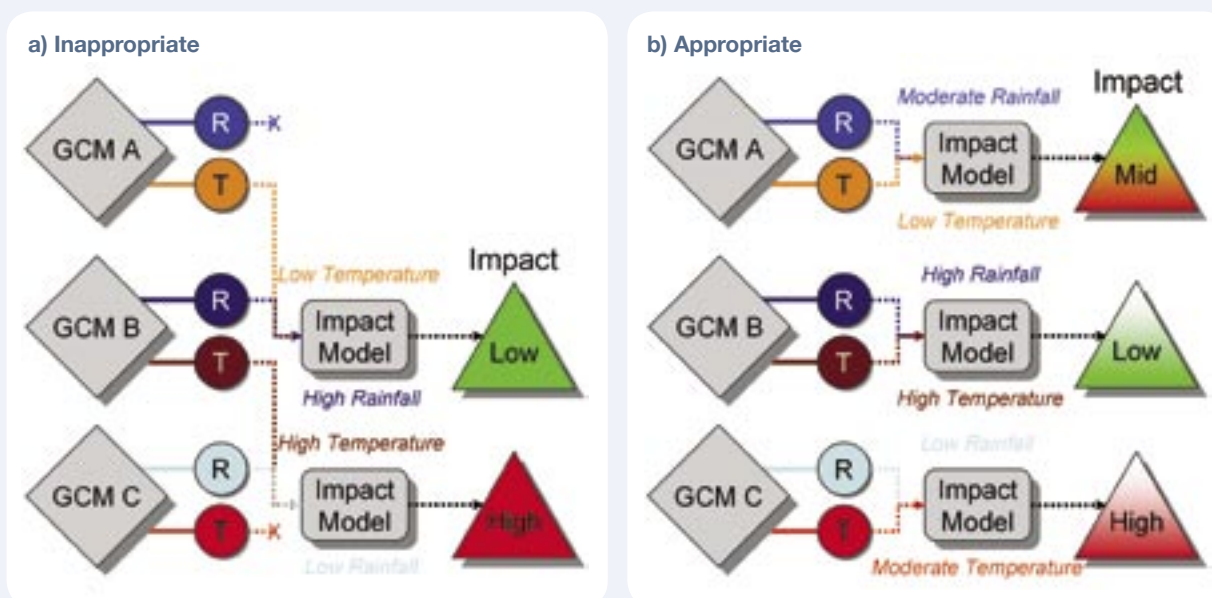 a) Inappropriate
GCM A
R
T
GCM B
R
T
Low Temperature
Impact
Model
High Rainfall
Impact
Low
GCM C
R
T
High Temperature
Impact
Model
Low Rainfall
High
b) Appropriate
GCM A
R
T
Moderate Rainfall
Impact
Model
Low Temperature
Impact
Mid
GCM B
R
T
High Rainfall
Impact
Model
High Temperature
Low
GCM C
R
T
Low Rainfall
Impact
Model
Moderate Temperature
High